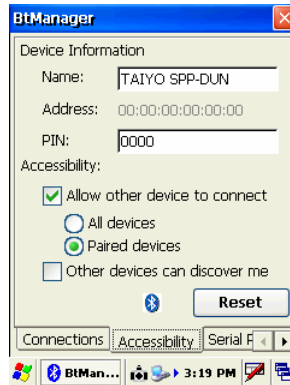 BtManager
Device Information
Name: TAIYO SPP-DUN
Address: 00:00:00:00:00:00
PIN: 0000
Accessibility:
Allow other device to connect
All
devices
Paired devices
Other devices can discover me
Reset
Connections Accessibility Serial
BtMan... 3:19 PM